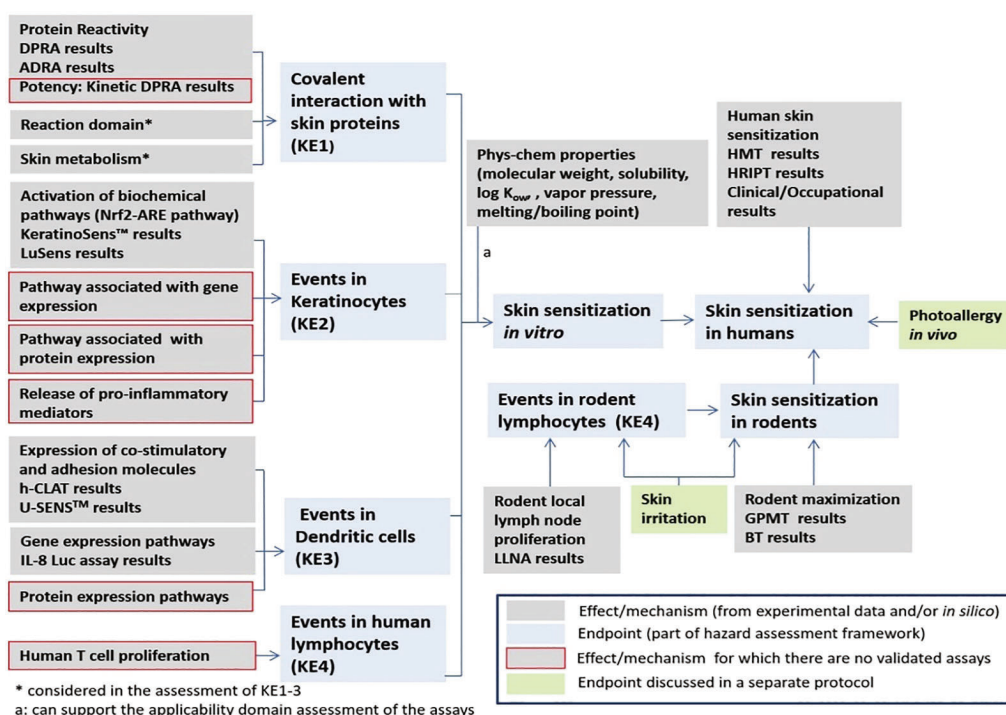 Protein Reactivity
DPRA results
ADRA results
Potency: Kinetic DPRA results
Reaction domain*
Skin metabolism*
Covalent
interaction with
skin proteins
(KE1)
Activation of biochemical
pathways (Nrf2-ARE pathway)
KeratinoSens™ results
LuSens results
Pathway associated with gene
expression
Pathway associated with
protein expression
Release of pro-inflammatory
mediators
Events in
Keratinocytes
(KE2)
Expression of co-stimulatory
and adhesion molecules
h-CLAT results
U-SENS™ results
Gene expression pathways
IL-8 Luc assay results
Protein expression pathways
Events in
Dendritic cells
(KE3)
Human T cell proliferation
Events in human
lymphocytes
(KE4)
Phys-chem properties
(molecular weight, solubility,
log Kow, , vapor pressure,
melting/boiling point)
a
Human skin
sensitization
HMT results
HRIPT results
Clinical/Occupational
results
Skin sensitization
in vitro
Skin sensitization
in humans
Photoallergy
in vivo
Events in rodent
lymphocytes (KE4)
Skin sensitization
in rodents
Rodent local
lymph node
proliferation
LLNA results
Skin
irritation
Rodent maximization
GPMT results
BT results
Effect/mechanism (from experimental data and/or in silico)
Endpoint (part of hazard assessment framework)
Effect/mechanism for which there are no validated assays
Endpoint discussed in a separate protocol
* considered in the assessment of KE1-3
a: can support the applicability domain assessment of the assays